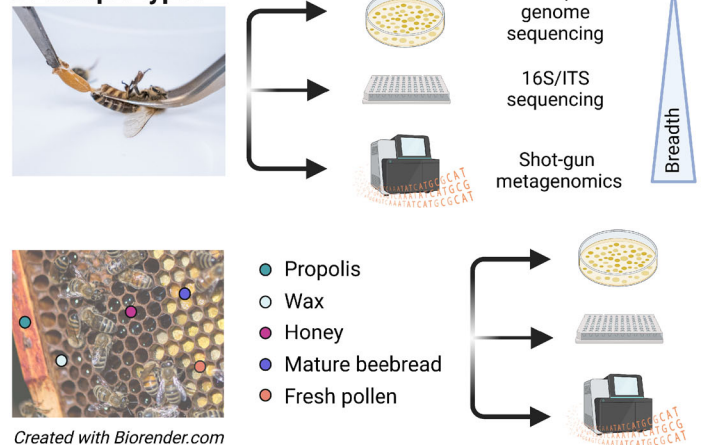 genome
sequencing
16S/ITS
sequencing
Shot-gun
metagenomics
Breadth
Propolis
Wax
Honey
Mature beebread
Fresh pollen
Created with Biorender.com